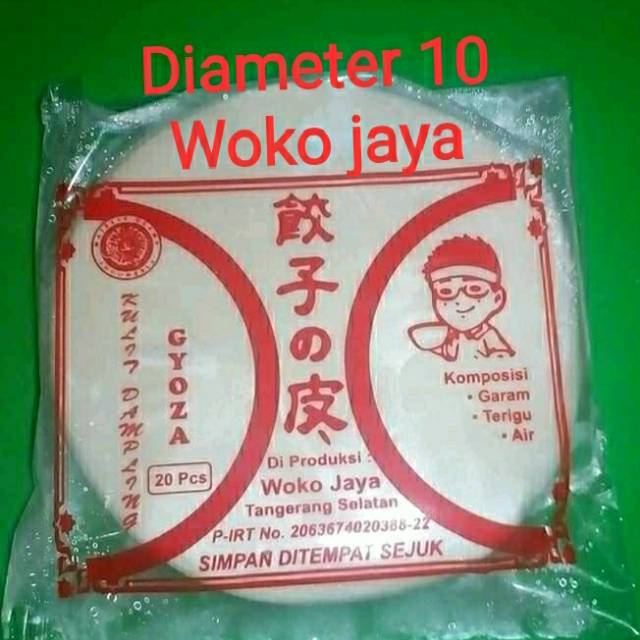 Diameter 10
Woko jaya
餃子の皮、
KULIT DAMPLING
GYOZA
20 Pcs
Komposisi
• Garam
• Terigu
• Air
Di Produksi :
Woko Jaya
Tangerang Selatan
P-IRT No. 2063674020388-22
SIMPAN DITEMPAT SEJUK